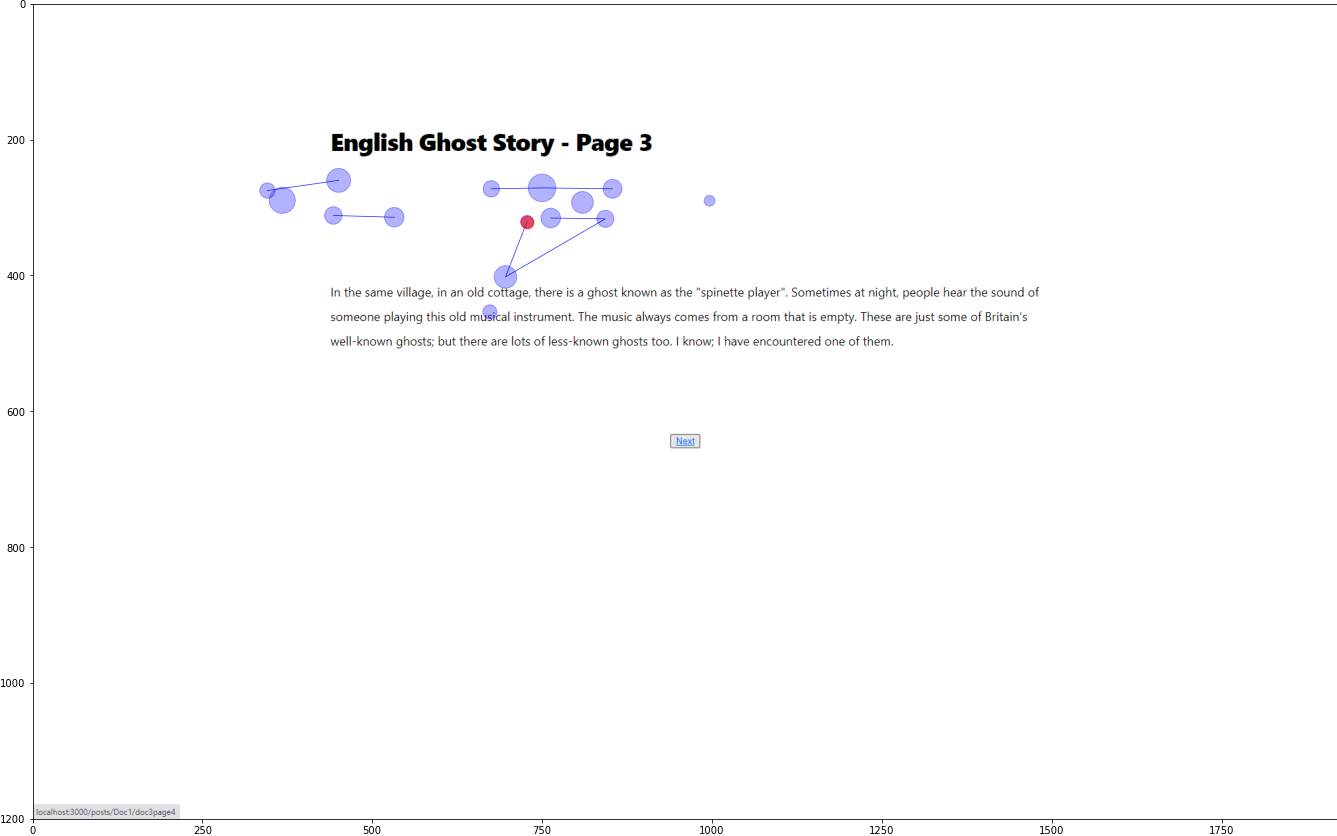 0
200
English Ghost Story - Page 3
400
In the same village, in an old cottage, there is a ghost known as the "spinette player". Sometimes at night, people hear the sound of
someone playing this old musical instrument. The music always comes from a room that is empty. These are just some of Britain's
well-known ghosts; but there are lots of less-known ghosts too. I know; I have encountered one of them.
600
Next
800
1000
localhost:3000/posts/Doc1/doc3page4
1200
0 250 500 750 1000 1250 1500 1750